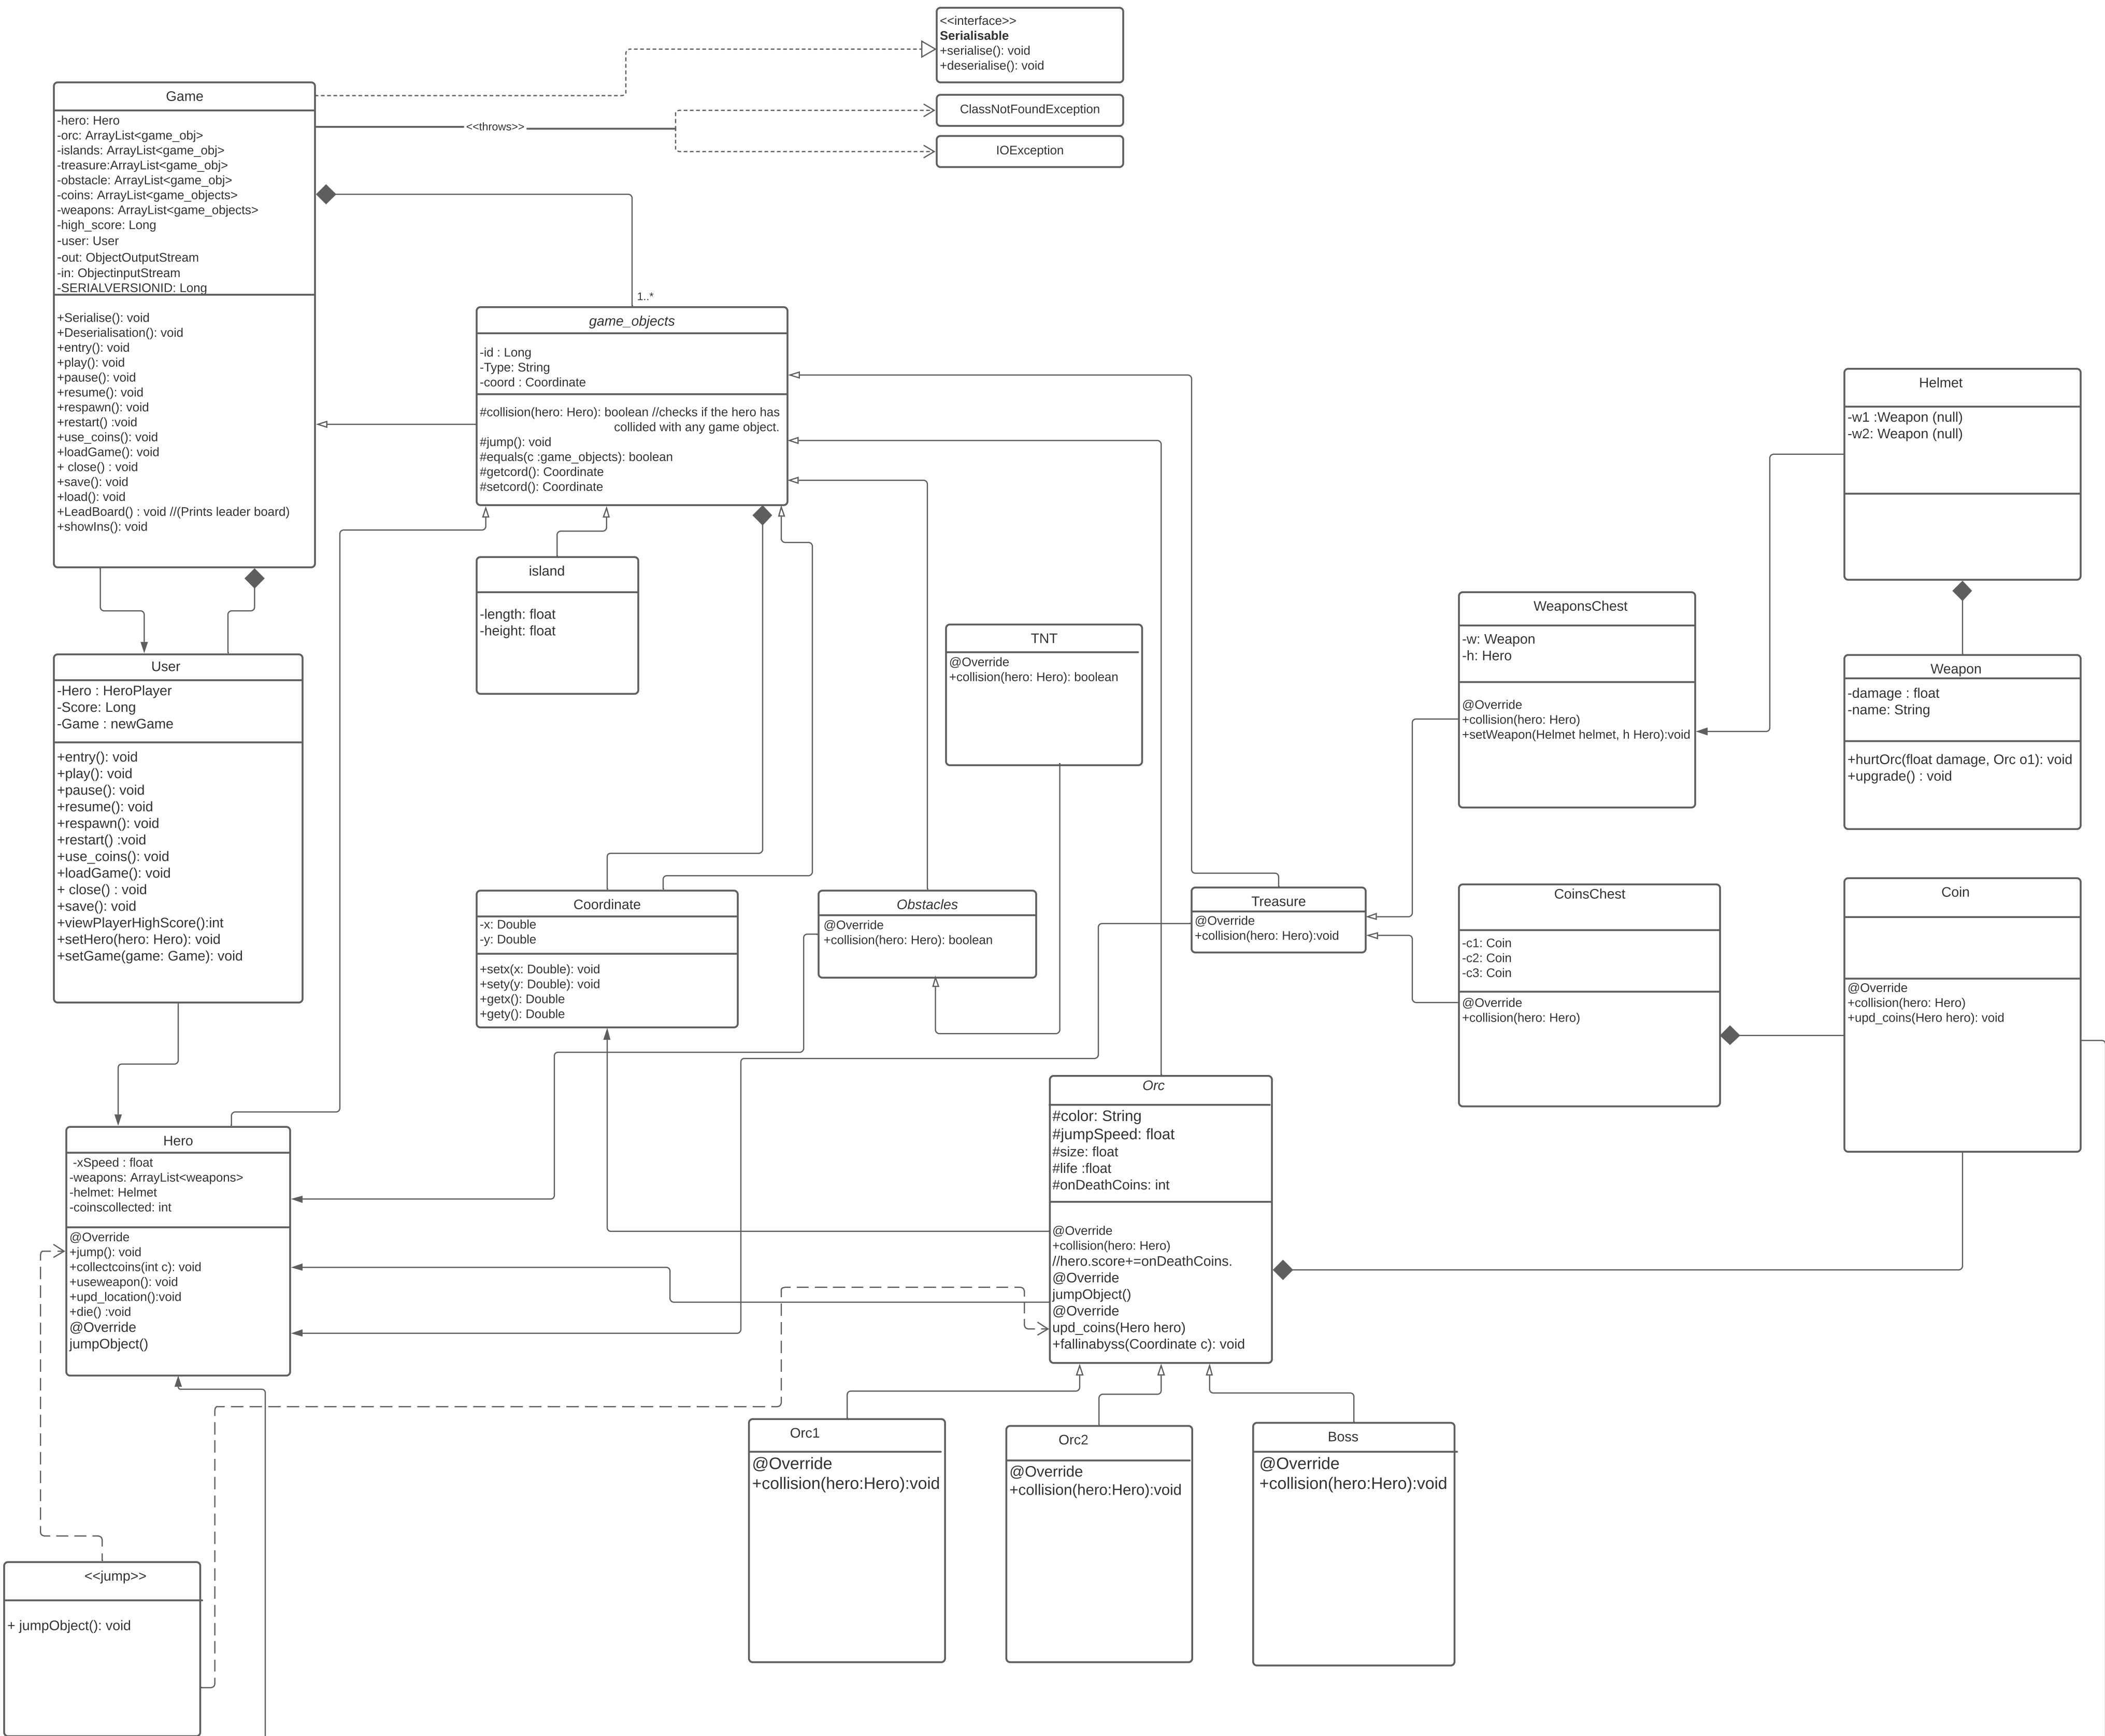 <<interface>>
Serialisable
+serialise(): void
+deserialise(): void
ClassNotFoundException
IOException
<<throws>>
Game
-hero: Hero
-orc: ArrayList<game_obj>
-islands: ArrayList<game_obj>
-treasure:ArrayList<game_obj>
-obstacle: ArrayList<game_obj>
-coins: ArrayList<game_objects>
-weapons: ArrayList<game_objects>
-high_score: Long
-user: User
-out: ObjectOutputStream
-in: ObjectinputStream
-SERIALVERSIONID: Long
+Serialise(): void
+Deserialisation(): void
+entry(): void
+play(): void
+pause(): void
+resume(): void
+respawn(): void
+restart() :void
+use_coins(): void
+loadGame(): void
+ close() : void
+save(): void
+load(): void
+LeadBoard() : void //(Prints leader board)
+showIns(): void
1..*
game_objects
-id : Long
-Type: String
-coord : Coordinate
#collision(hero: Hero): boolean //checks if the hero has
collided with any game object.
#jump(): void
#equals(c :game_objects): boolean
#getcord(): Coordinate
#setcord(): Coordinate
Helmet
-w1 :Weapon (null)
-w2: Weapon (null)
island
-length: float
-height: float
TNT
@Override
+collision(hero: Hero): boolean
WeaponsChest
-w: Weapon
-h: Hero
@Override
+collision(hero: Hero)
+setWeapon(Helmet helmet, h Hero):void
Weapon
-damage : float
-name: String
+hurtOrc(float damage, Orc o1): void
+upgrade() : void
User
-Hero : HeroPlayer
-Score: Long
-Game : newGame
+entry(): void
+play(): void
+pause(): void
+resume(): void
+respawn(): void
+restart() :void
+use_coins(): void
+loadGame(): void
+ close() : void
+save(): void
+viewPlayerHighScore():int
+setHero(hero: Hero): void
+setGame(game: Game): void
Coordinate
-x: Double
-y: Double
+setx(x: Double): void
+sety(y: Double): void
+getx(): Double
+gety(): Double
Obstacles
@Override
+collision(hero: Hero): boolean
Treasure
@Override
+collision(hero: Hero):void
CoinsChest
-c1: Coin
-c2: Coin
-c3: Coin
@Override
+collision(hero: Hero)
Coin
@Override
+collision(hero: Hero)
+upd_coins(Hero hero): void
Hero
-xSpeed : float
-weapons: ArrayList<weapons>
-helmet: Helmet
-coinscollected: int
@Override
+jump(): void
+collectcoins(int c): void
+useweapon(): void
+upd_location():void
+die() :void
@Override
jumpObject()
Orc
#color: String
#jumpSpeed: float
#size: float
#life :float
#onDeathCoins: int
@Override
+collision(hero: Hero)
//hero.score+=onDeathCoins.
@Override
jumpObject()
@Override
upd_coins(Hero hero)
+fallinabyss(Coordinate c): void
Orc1
@Override
+collision(hero:Hero):void
Orc2
@Override
+collision(hero:Hero):void
Boss
@Override
+collision(hero:Hero):void
<<jump>>
+ jumpObject(): void